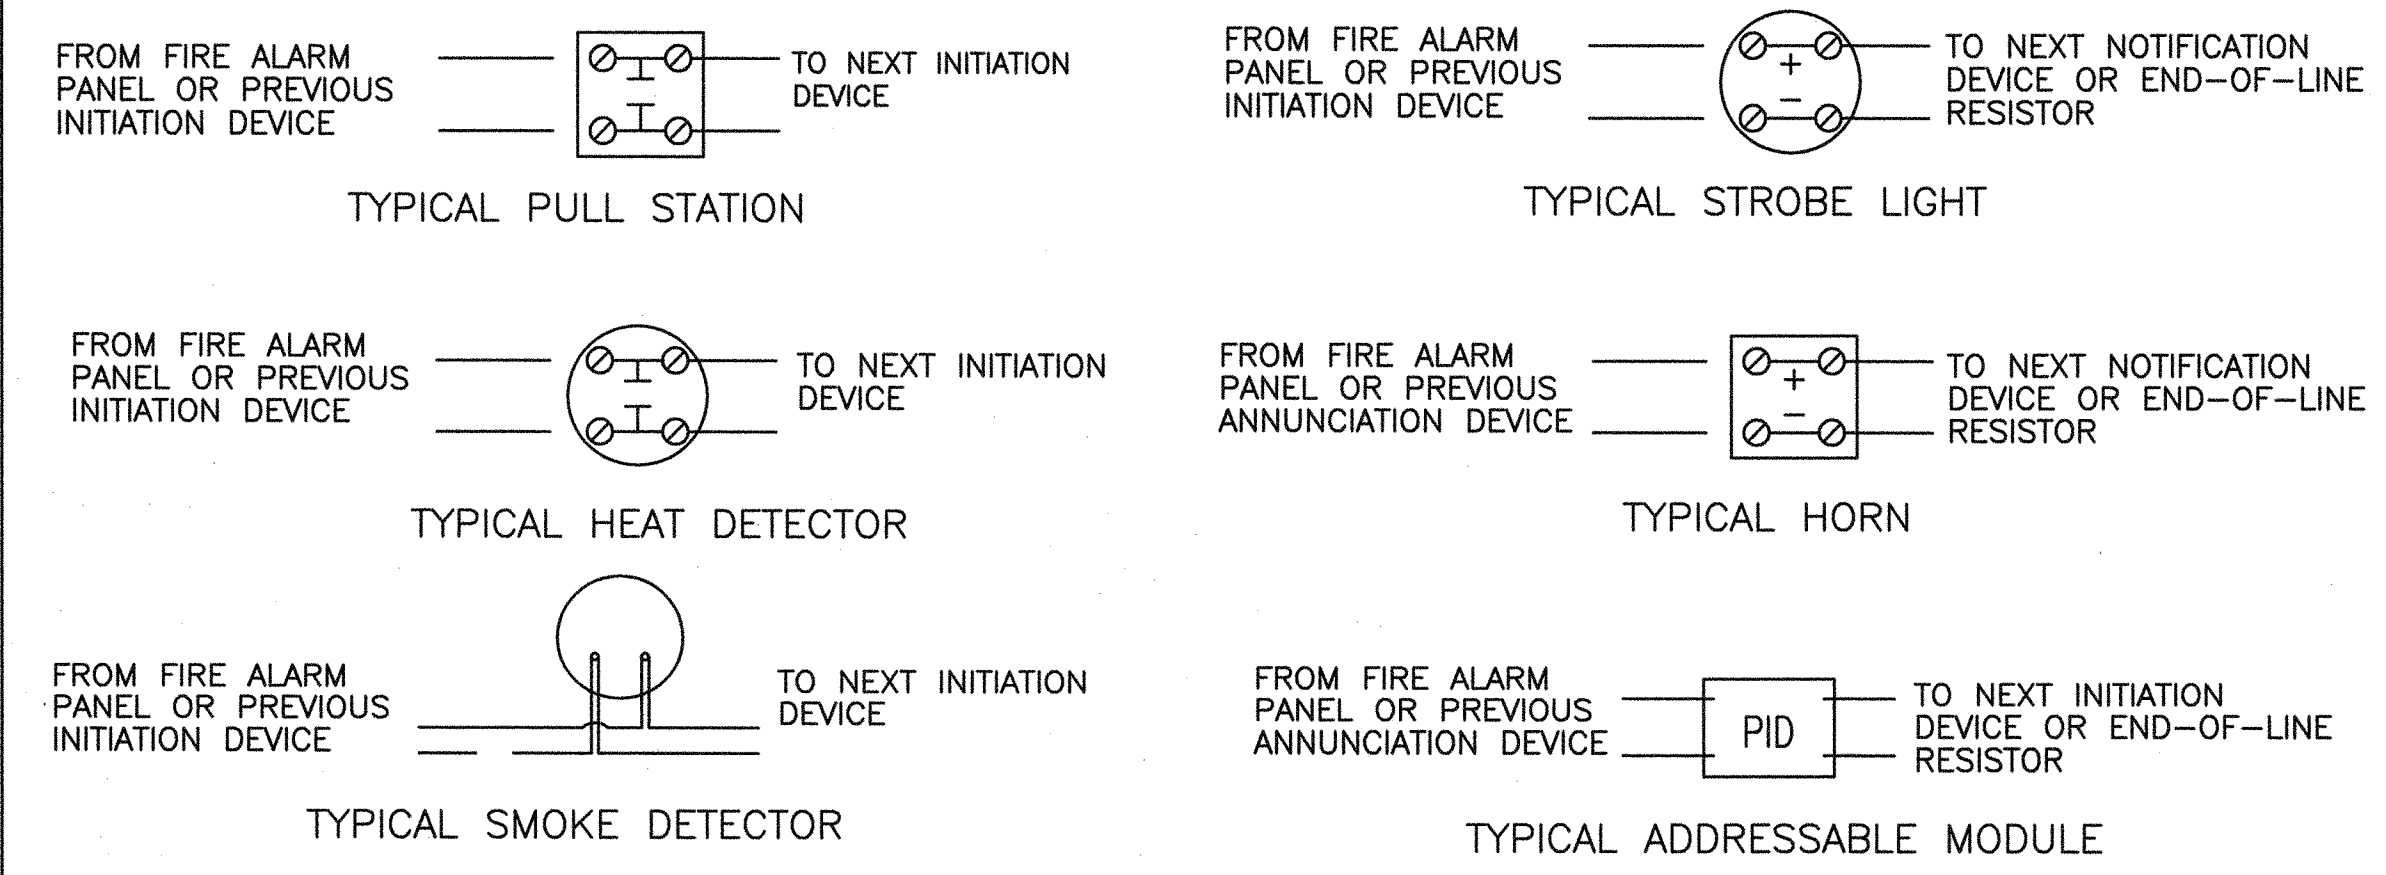 FROM FIRE ALARM
PANEL OR PREVIOUS
INITIATION DEVICE
TO NEXT INITIATION
DEVICE
TYPICAL PULL STATION
FROM FIRE ALARM
PANEL OR PREVIOUS
INITIATION DEVICE
+
−
TO NEXT NOTIFICATION
DEVICE OR END-OF-LINE
RESISTOR
TYPICAL STROBE LIGHT
FROM FIRE ALARM
PANEL OR PREVIOUS
INITIATION DEVICE
TO NEXT INITIATION
DEVICE
TYPICAL HEAT DETECTOR
FROM FIRE ALARM
PANEL OR PREVIOUS
ANNUNCIATION DEVICE
+
−
TO NEXT NOTIFICATION
DEVICE OR END-OF-LINE
RESISTOR
TYPICAL HORN
FROM FIRE ALARM
PANEL OR PREVIOUS
INITIATION DEVICE
TO NEXT INITIATION
DEVICE
TYPICAL SMOKE DETECTOR
FROM FIRE ALARM
PANEL OR PREVIOUS
ANNUNCIATION DEVICE
PID
TO NEXT INITIATION
DEVICE OR END-OF-LINE
RESISTOR
TYPICAL ADDRESSABLE MODULE